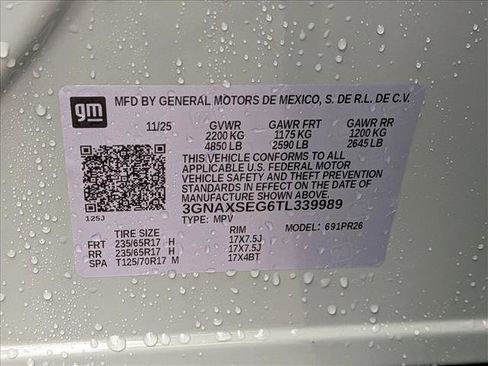 gm
MFD BY GENERAL MOTORS DE MEXICO, S. DE R.L. DE C.V.
11/25 GVWR GAWR FRT GAWR RR
2200 KG 1175 KG 1200 KG
4850 LB 2590 LB 2645 LB
THIS VEHICLE CONFORMS TO ALL
APPLICABLE U.S. FEDERAL MOTOR
VEHICLE SAFETY AND THEFT PREVENTION
STANDARDS IN EFFECT ON THE DATE OF
MANUFACTURE SHOWN ABOVE.
3GNAXSEG6TL339989
125J TYPE: MPV MODEL: 691PR26
TIRE SIZE RIM
FRT 235/65R17 H 17X7.5J
RR 235/65R17 H 17X7.5J
SPA T125/70R17 M 17X4BT